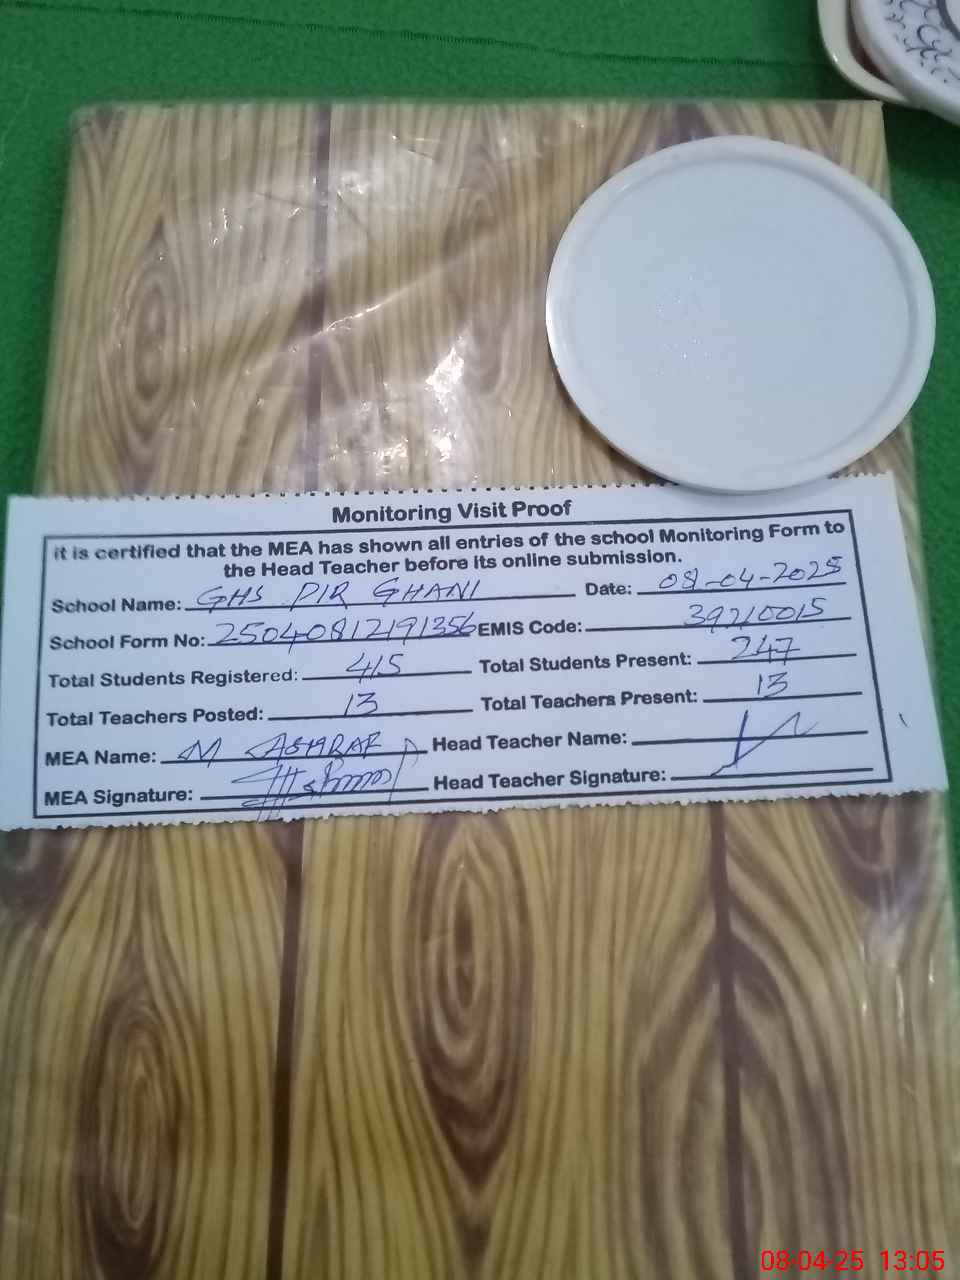 Monitoring Visit Proof
it is certified that the MEA has shown all entries of the school Monitoring Form to
the Head Teacher before its online submission.
School Name: GHS PIR GHANI Date: 08-04-2025
School Form No: 25040812191356 EMIS Code: 39210015
Total Students Registered: 415 Total Students Present: 247
Total Teachers Posted: 13 Total Teachers Present: 13
MEA Name: M ASHRAF Head Teacher Name:
MEA Signature: Head Teacher Signature:
08-04-25 13:05